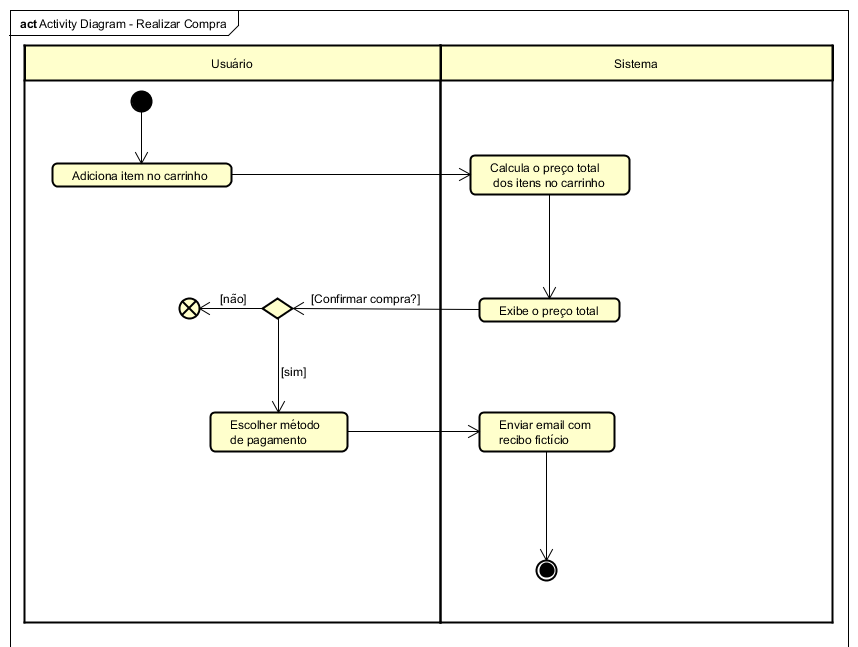 act Activity Diagram - Realizar Compra
Usuário
Sistema
Adiciona item no carrinho
Calcula o preço total
dos itens no carrinho
[não]
[Confirmar compra?]
Exibe o preço total
[sim]
Escolher método
de pagamento
Enviar email com
recibo fictício